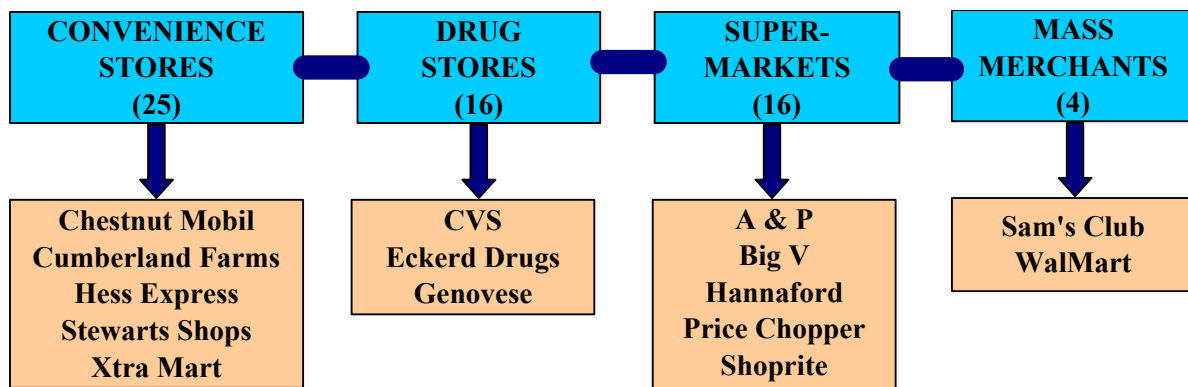 CONVENIENCE
STORES
(25)
DRUG
STORES
(16)
SUPER-
MARKETS
(16)
MASS
MERCHANTS
(4)
Chestnut Mobil
Cumberland Farms
Hess Express
Stewarts Shops
Xtra Mart
CVS
Eckerd Drugs
Genovese
A & P
Big V
Hannaford
Price Chopper
Shoprite
Sam's Club
WalMart